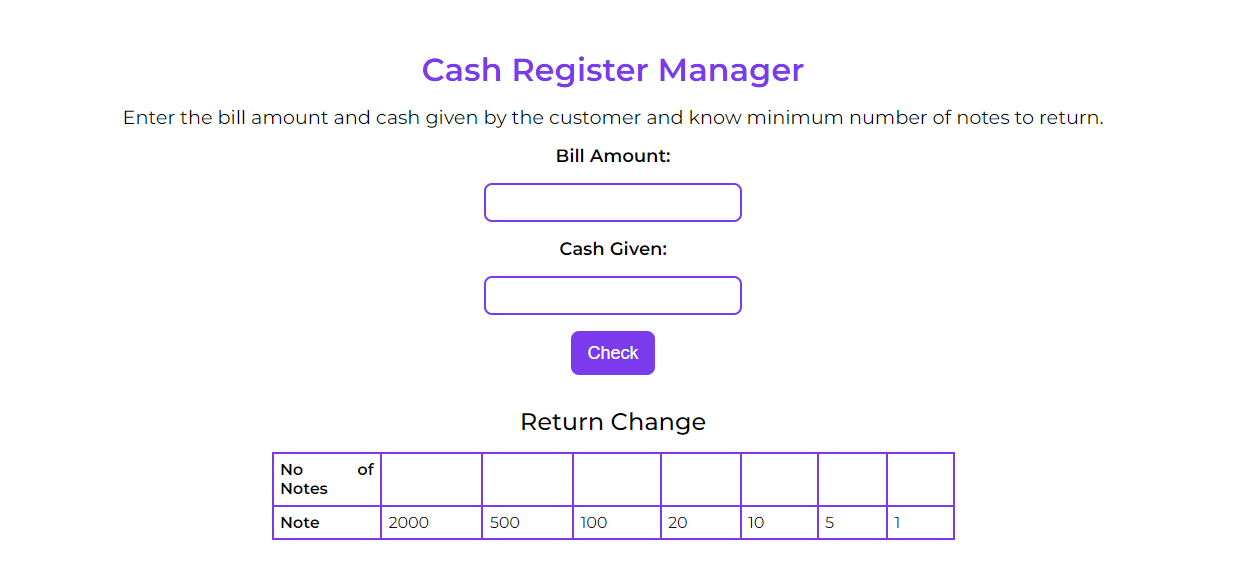 Cash Register Manager
Enter the bill amount and cash given by the customer and know minimum number of notes to return.
Bill Amount:
Cash Given:
Check
Return Change
No of
Notes
Note 2000 500 100 20 10 5 1